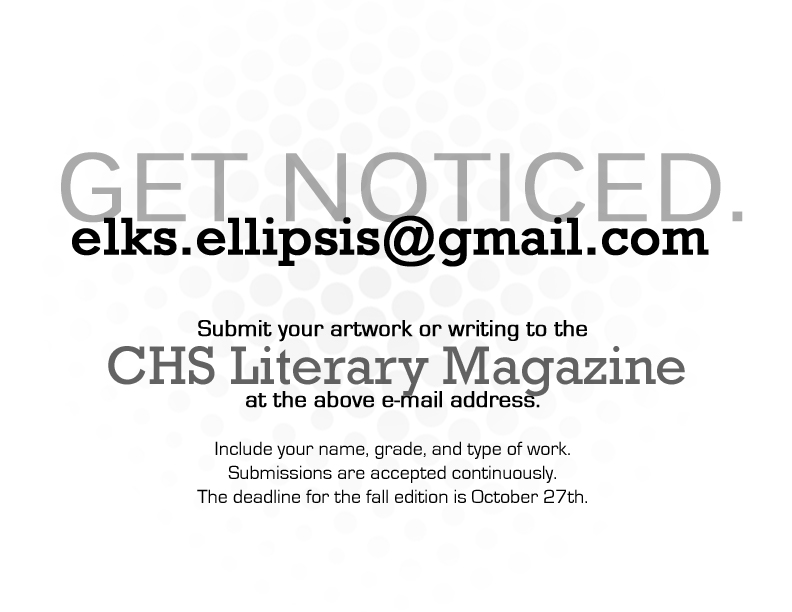 GET NOTICED.
elks.ellipsis@gmail.com
Submit your artwork or writing to the
CHS Literary Magazine
at the above e-mail address.
Include your name, grade, and type of work.
Submissions are accepted continuously.
The deadline for the fall edition is October 27th.